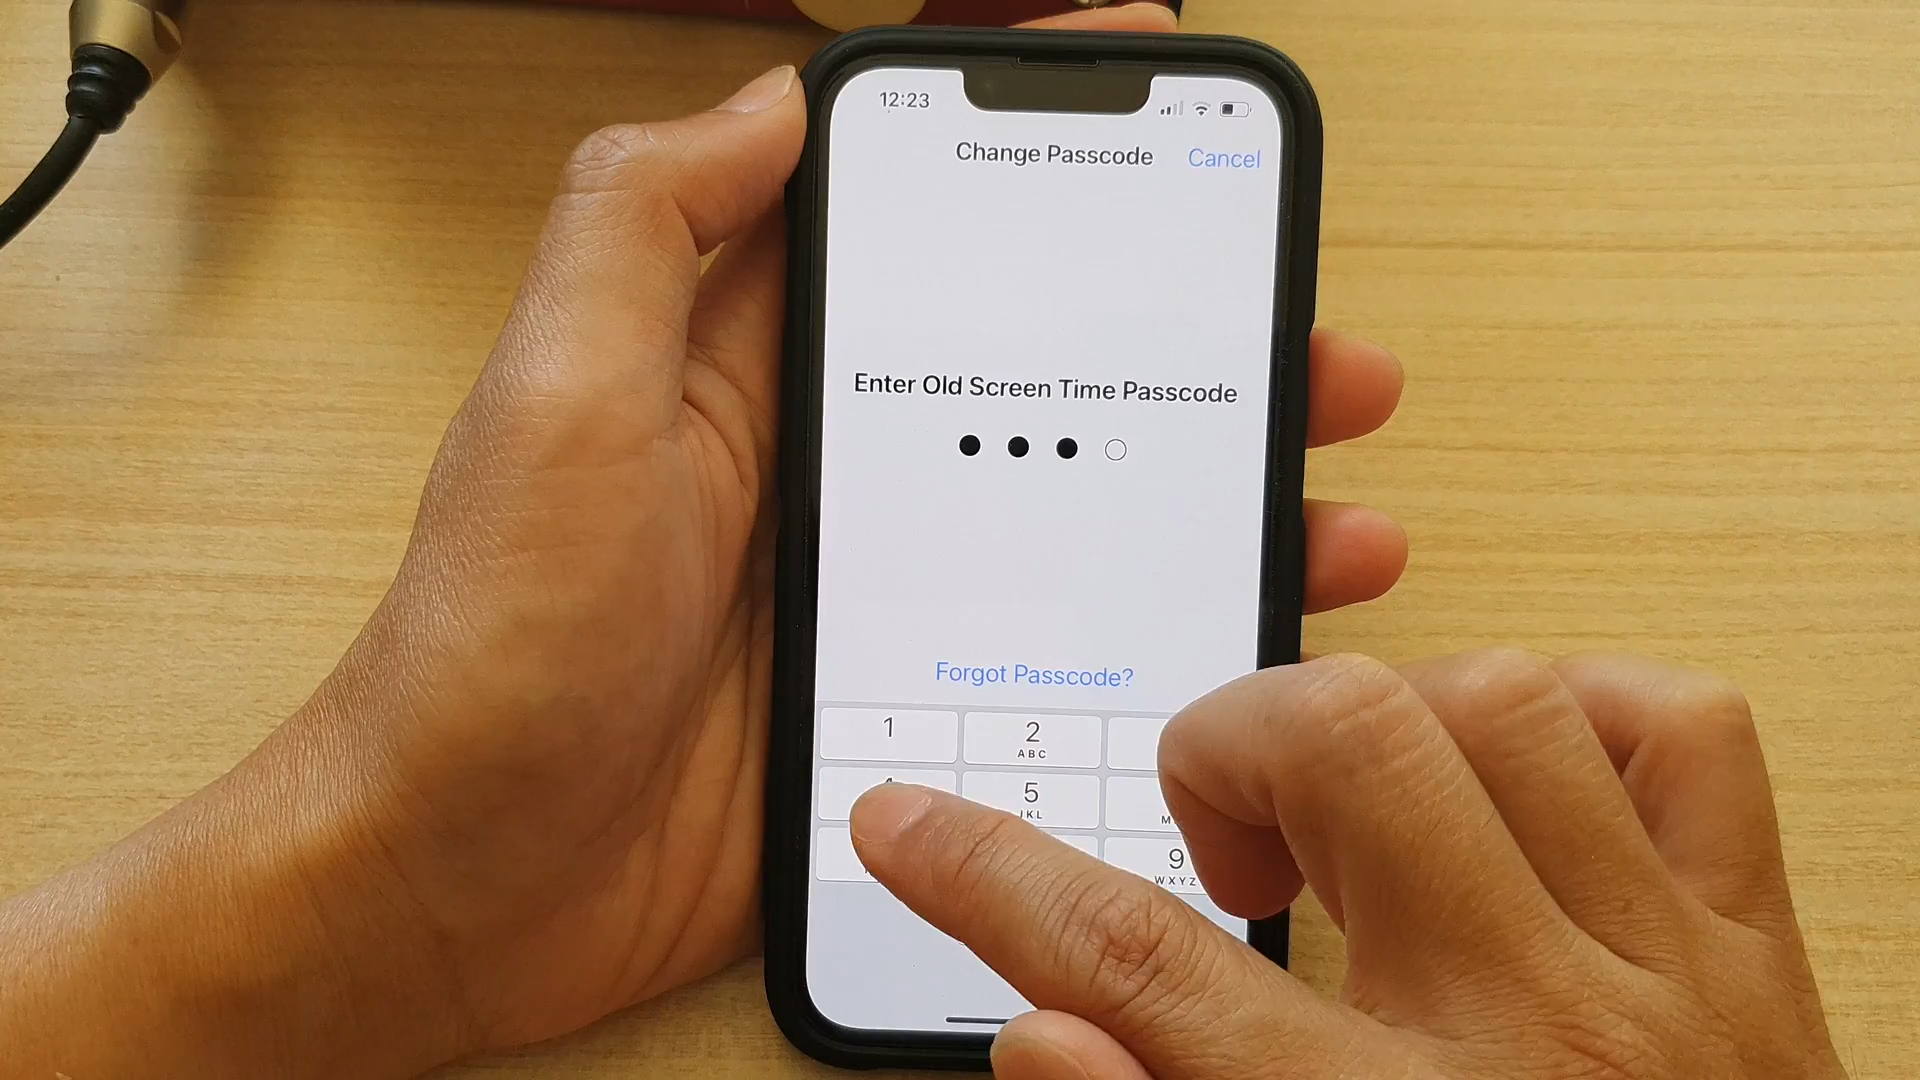 12:23
Change Passcode Cancel
Enter Old Screen Time Passcode
Forgot Passcode?
1 2
ABC
5
JKL
M
9
WXYZ